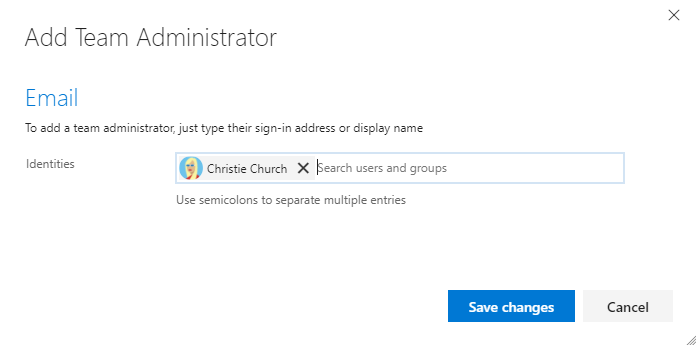 Add Team Administrator
Email
To add a team administrator, just type their sign-in address or display name
Identities
Christie Church Search users and groups
Use semicolons to separate multiple entries
Save changes Cancel